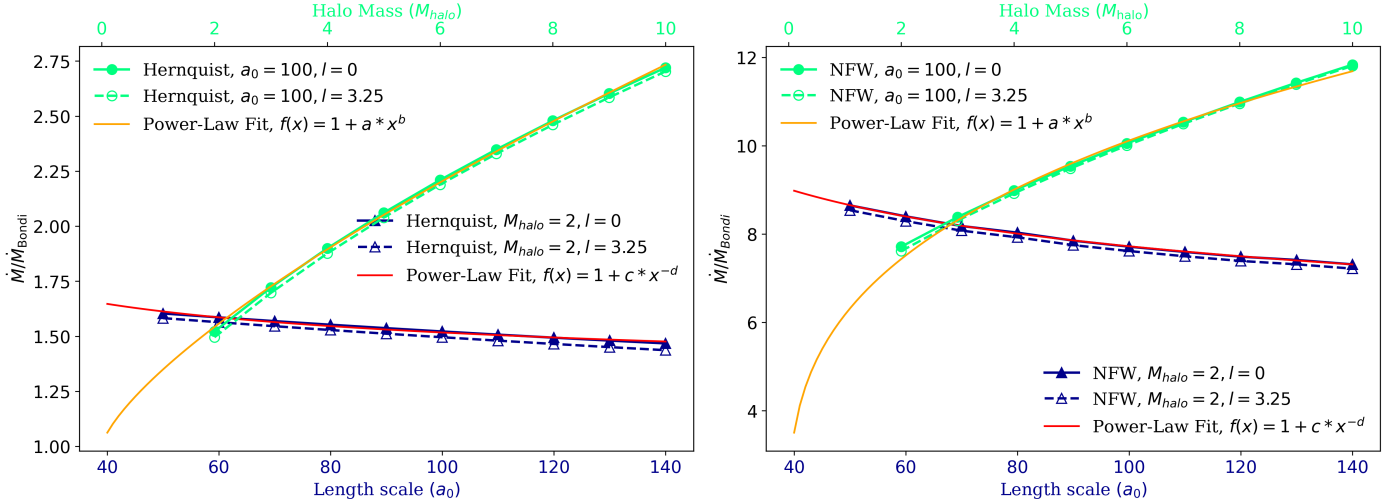 Halo Mass (M_halo)
0 2 4 6 8 10
Hernquist, a_0 = 100, l = 0
Hernquist, a_0 = 100, l = 3.25
Power-Law Fit, f(x) = 1 + a * x^b
Hernquist, M_halo = 2, l = 0
Hernquist, M_halo = 2, l = 3.25
Power-Law Fit, f(x) = 1 + c * x^{-d}
Ṁ/Ṁ_Bondi
2.75
2.50
2.25
2.00
1.75
1.50
1.25
1.00
40 60 80 100 120 140
Length scale (a_0)
Halo Mass (M_halo)
0 2 4 6 8 10
NFW, a_0 = 100, l = 0
NFW, a_0 = 100, l = 3.25
Power-Law Fit, f(x) = 1 + a * x^b
NFW, M_halo = 2, l = 0
NFW, M_halo = 2, l = 3.25
Power-Law Fit, f(x) = 1 + c * x^{-d}
Ṁ/Ṁ_Bondi
12
10
8
6
4
40 60 80 100 120 140
Length scale (a_0)